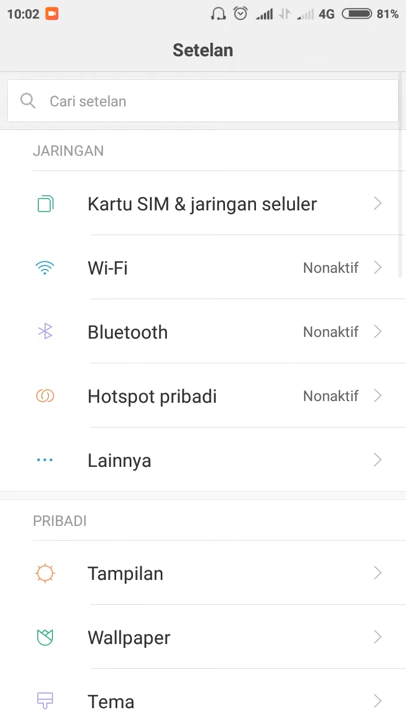 10:02 4G 81%
Setelan
Cari setelan
JARINGAN
Kartu SIM & jaringan seluler
Wi-Fi Nonaktif
Bluetooth Nonaktif
Hotspot pribadi Nonaktif
Lainnya
PRIBADI
Tampilan
Wallpaper
Tema